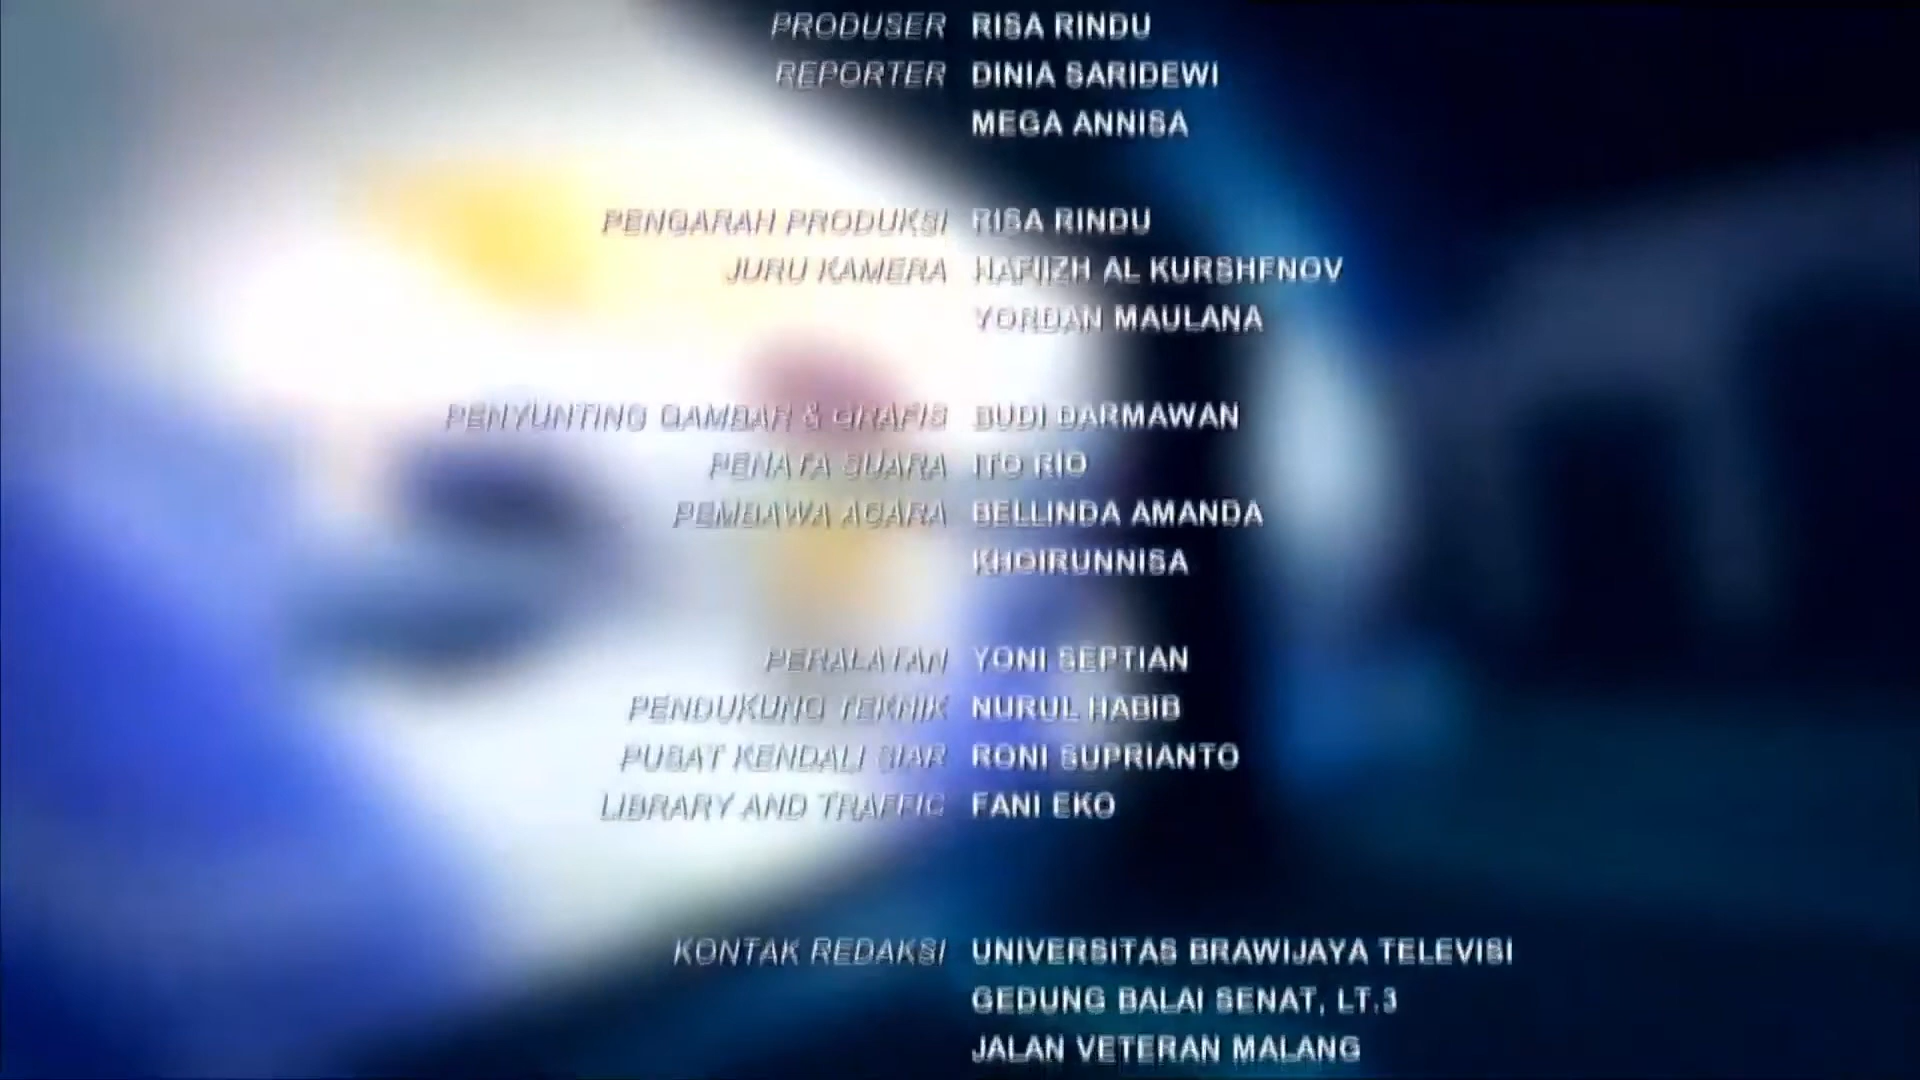 PRODUSER RISA RINDU
REPORTER DINIA SARIDEWI
MEGA ANNISA
PENGARAH PRODUKSI RISA RINDU
JURU KAMERA HAFIIZH AL KURSHENOV
YORDAN MAULANA
PENYUNTING GAMBAR & GRAFIS BUDI DARMAWAN
PENATA SUARA ITO RIO
PEMBAWA ACARA BELLINDA AMANDA
KHOIRUNNISA
PERALATAN YONI SEPTIAN
PENDUKUNG TEKNIK NURUL HABIB
PUSAT KENDALI SIAR RONI SUPRIANTO
LIBRARY AND TRAFFIC FANI EKO
KONTAK REDAKSI UNIVERSITAS BRAWIJAYA TELEVISI
GEDUNG BALAI SENAT, LT.3
JALAN VETERAN MALANG